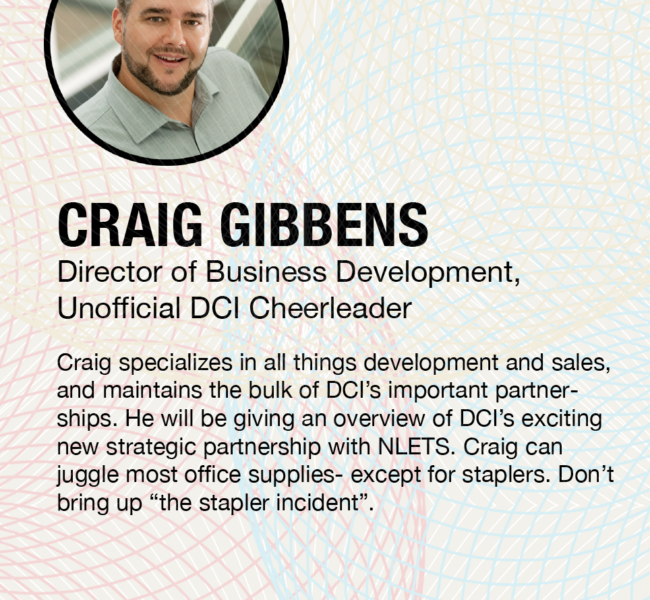 CRAIG GIBBENS
Director of Business Development,
Unofficial DCI Cheerleader
Craig specializes in all things development and sales,
and maintains the bulk of DCI’s important partner-
ships. He will be giving an overview of DCI’s exciting
new strategic partnership with NLETS. Craig can
juggle most office supplies- except for staplers. Don’t
bring up “the stapler incident”.